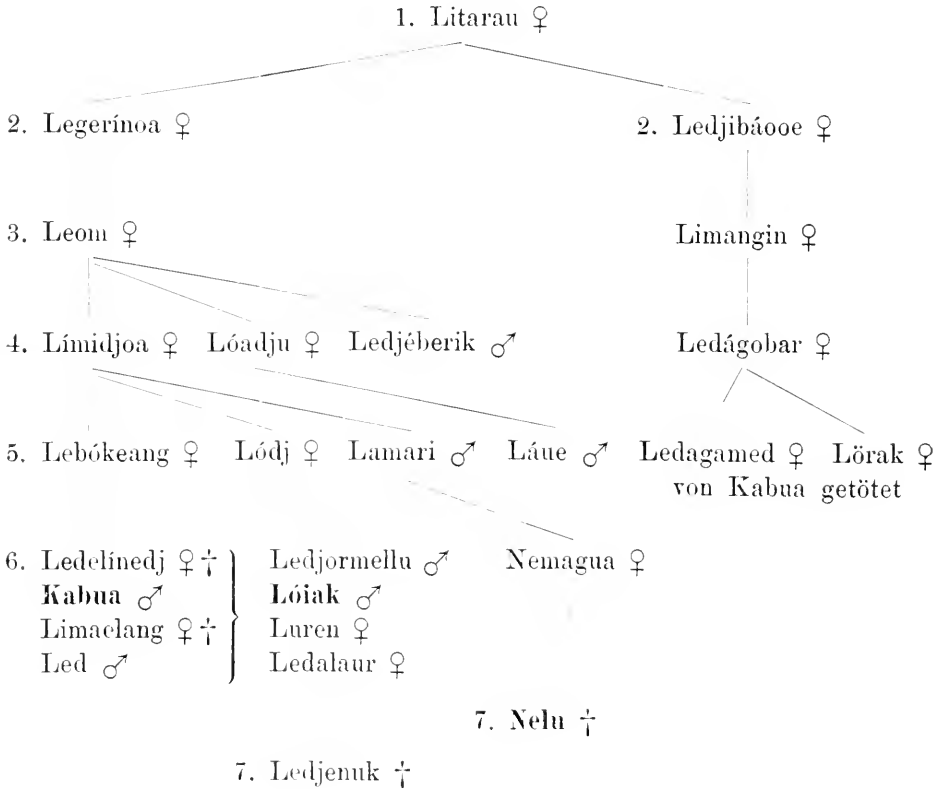 1. Litarau ♀
2. Legerínoa ♀ 2. Ledjibáooe ♀
3. Leom ♀ Limangin ♀
4. Límidjoa ♀ Lóadju ♀ Ledjéberik ♂ Ledágobar ♀
5. Lebókeang ♀ Lódj ♀ Lamari ♂ Láue ♂ Ledagamed ♀ Lörak ♀
von Kabua getötet
6. Ledelínedj ♀ † Ledjormellu ♂ Nemagua ♀
Kabua ♂ Lóiak ♂
Limaelang ♀ † Luren ♀
Led ♂ Ledalaur ♀
7. Nelu †
7. Ledjenuk †